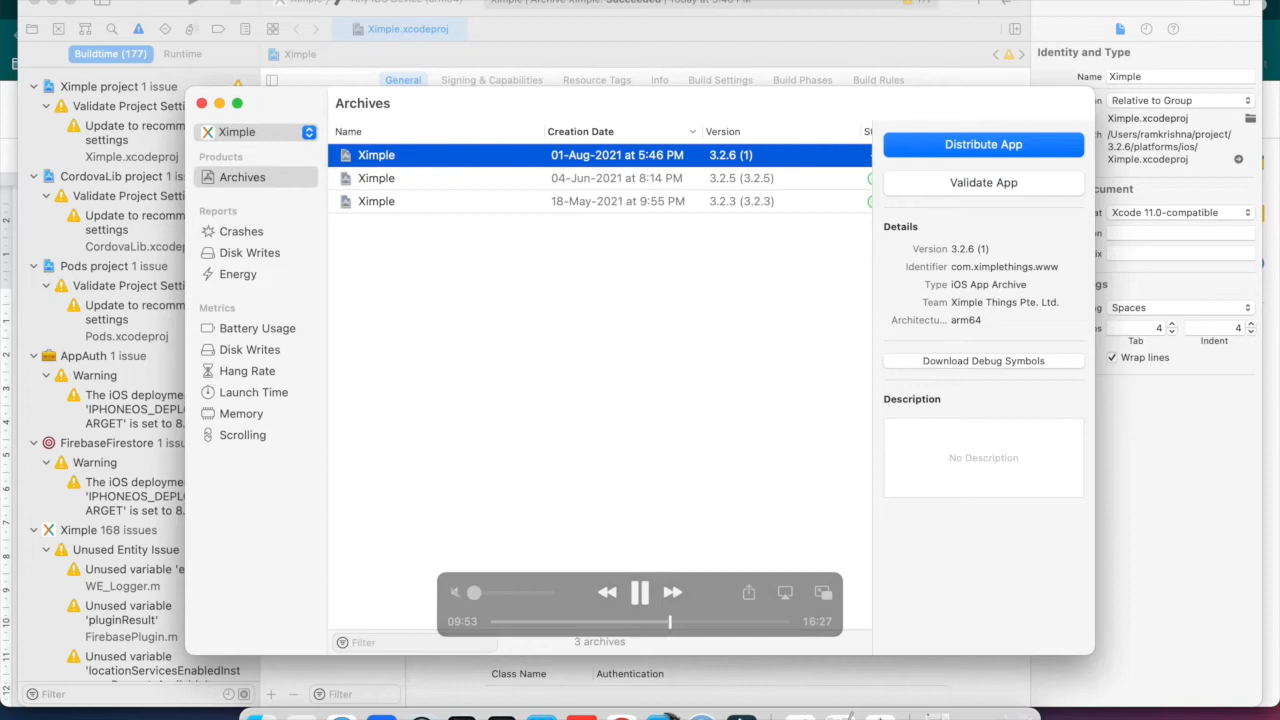 Ximple.xcodeproj
Buildtime (177)
Runtime
Ximple
Identity and Type
General
Signing & Capabilities
Resource Tags
Info
Build Settings
Build Phases
Build Rules
Name
Ximple
Relative to Group
Ximple.xcodeproj
/Users/ramkrishna/project/
3.2.6/platforms/ios/
Ximple.xcodeproj
Xcode 11.0-compatible
Spaces
4
4
Tab
Indent
Wrap lines
Ximple project 1 issue
Validate Project Setti
Update to recomm
settings
Ximple.xcodeproj
CordovaLib project 1 is
Validate Project Setti
Update to recomm
settings
CordovaLib.xcodep
Pods project 1 issue
Validate Project Setti
Update to recomm
settings
Pods.xcodeproj
AppAuth 1 issue
Warning
The iOS deployme
'IPHONEOS_DEPL
ARGET' is set to 8.
FirebaseFirestore 1 issu
Warning
The iOS deployme
'IPHONEOS_DEPL
ARGET' is set to 8.
Ximple 168 issues
Unused Entity Issue
Unused variable 'e
WE_Logger.m
Unused variable
'pluginResult'
FirebasePlugin.m
Unused variable
'locationServicesEnabledInst
Filter
Filter
Class Name
Authentication
Ximple
Products
Archives
Reports
Crashes
Disk Writes
Energy
Metrics
Battery Usage
Disk Writes
Hang Rate
Launch Time
Memory
Scrolling
Archives
Name
Creation Date
Version
Ximple
01-Aug-2021 at 5:46 PM
3.2.6 (1)
Ximple
04-Jun-2021 at 8:14 PM
3.2.5 (3.2.5)
Ximple
18-May-2021 at 9:55 PM
3.2.3 (3.2.3)
Filter
3 archives
Distribute App
Validate App
Details
Version 3.2.6 (1)
Identifier com.ximplethings.www
Type iOS App Archive
Team Ximple Things Pte. Ltd.
Architectu... arm64
Download Debug Symbols
Description
No Description
09:53
16:27